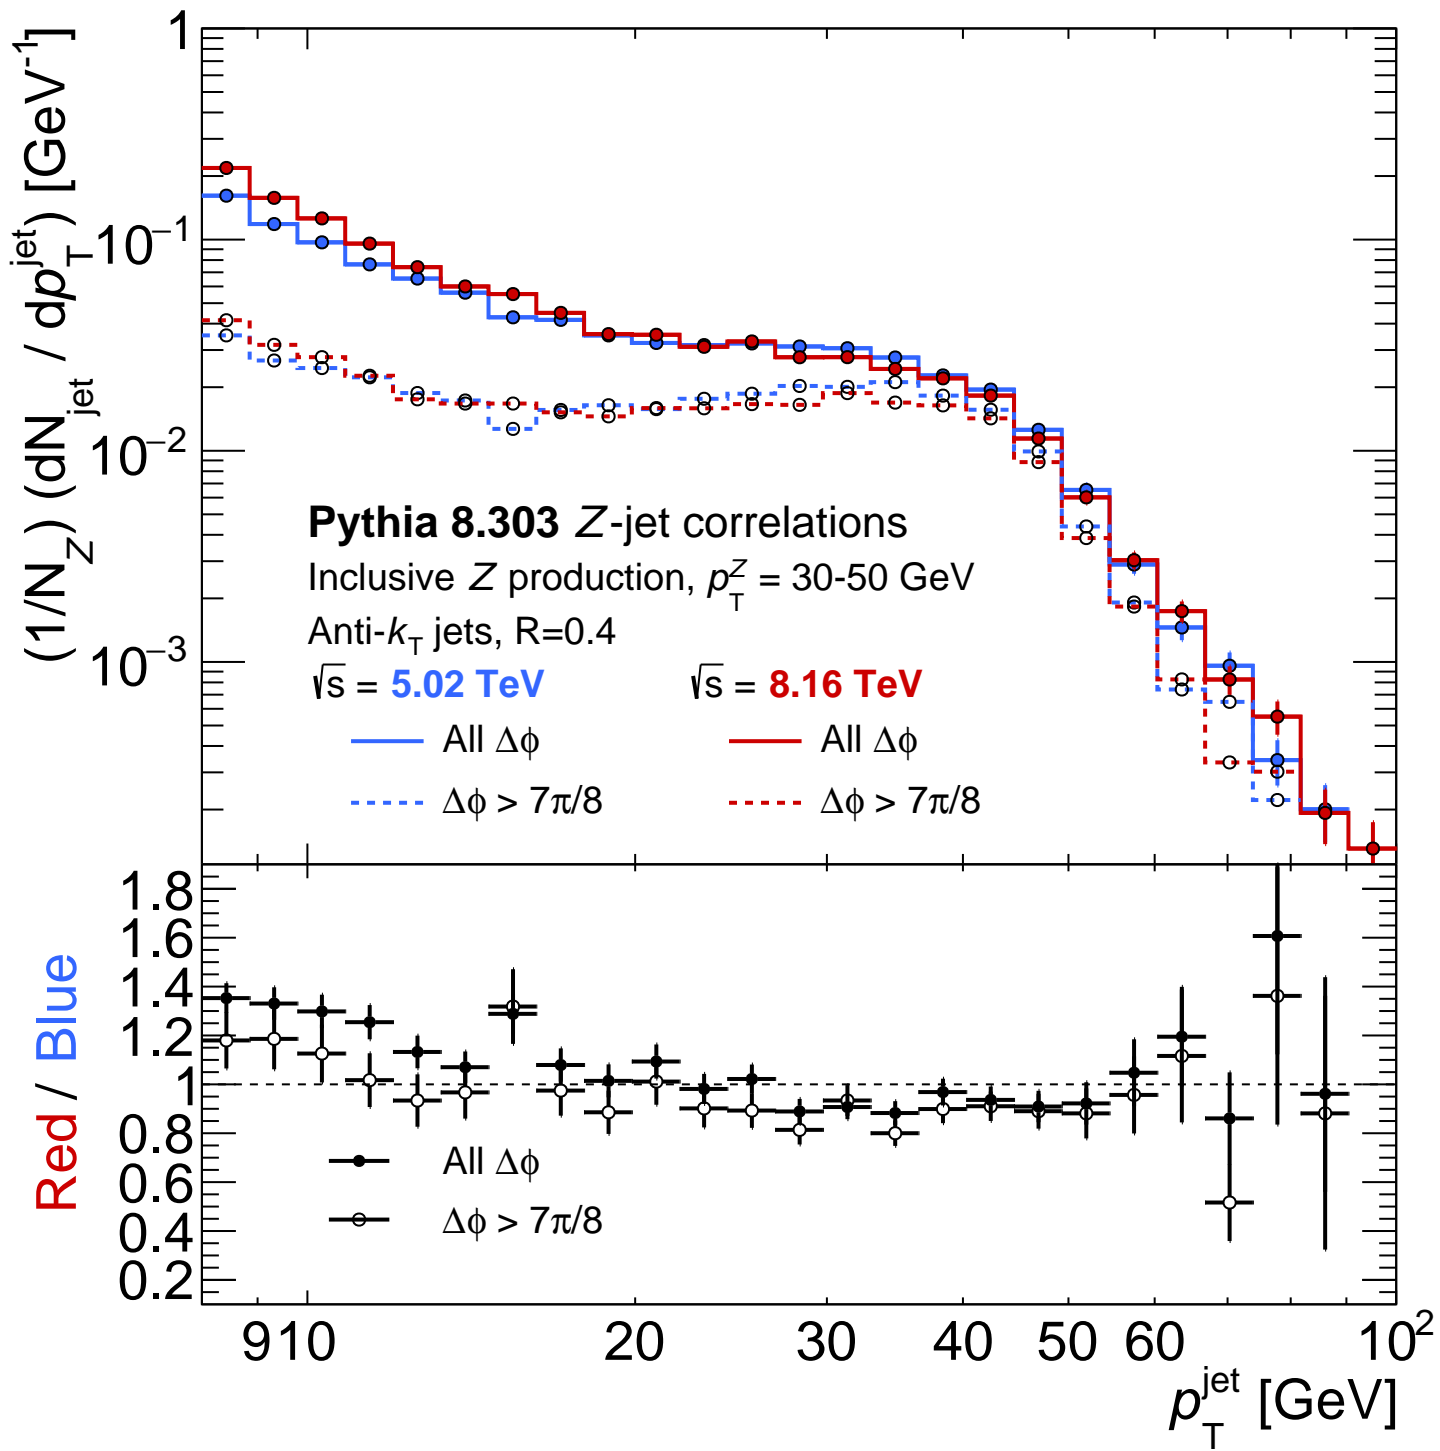 (1/N_Z) (dN_jet / dp_T^jet) [GeV⁻¹]
1
10⁻¹
10⁻²
10⁻³
Pythia 8.303 Z-jet correlations
Inclusive Z production, p_T^Z = 30-50 GeV
Anti-k_T jets, R=0.4
√s = 5.02 TeV √s = 8.16 TeV
All Δϕ All Δϕ
Δϕ > 7π/8 Δϕ > 7π/8
Red / Blue
1.8
1.6
1.4
1.2
1
0.8
0.6
0.4
0.2
All Δϕ
Δϕ > 7π/8
9 10 20 30 40 50 60 10²
p_T^jet [GeV]